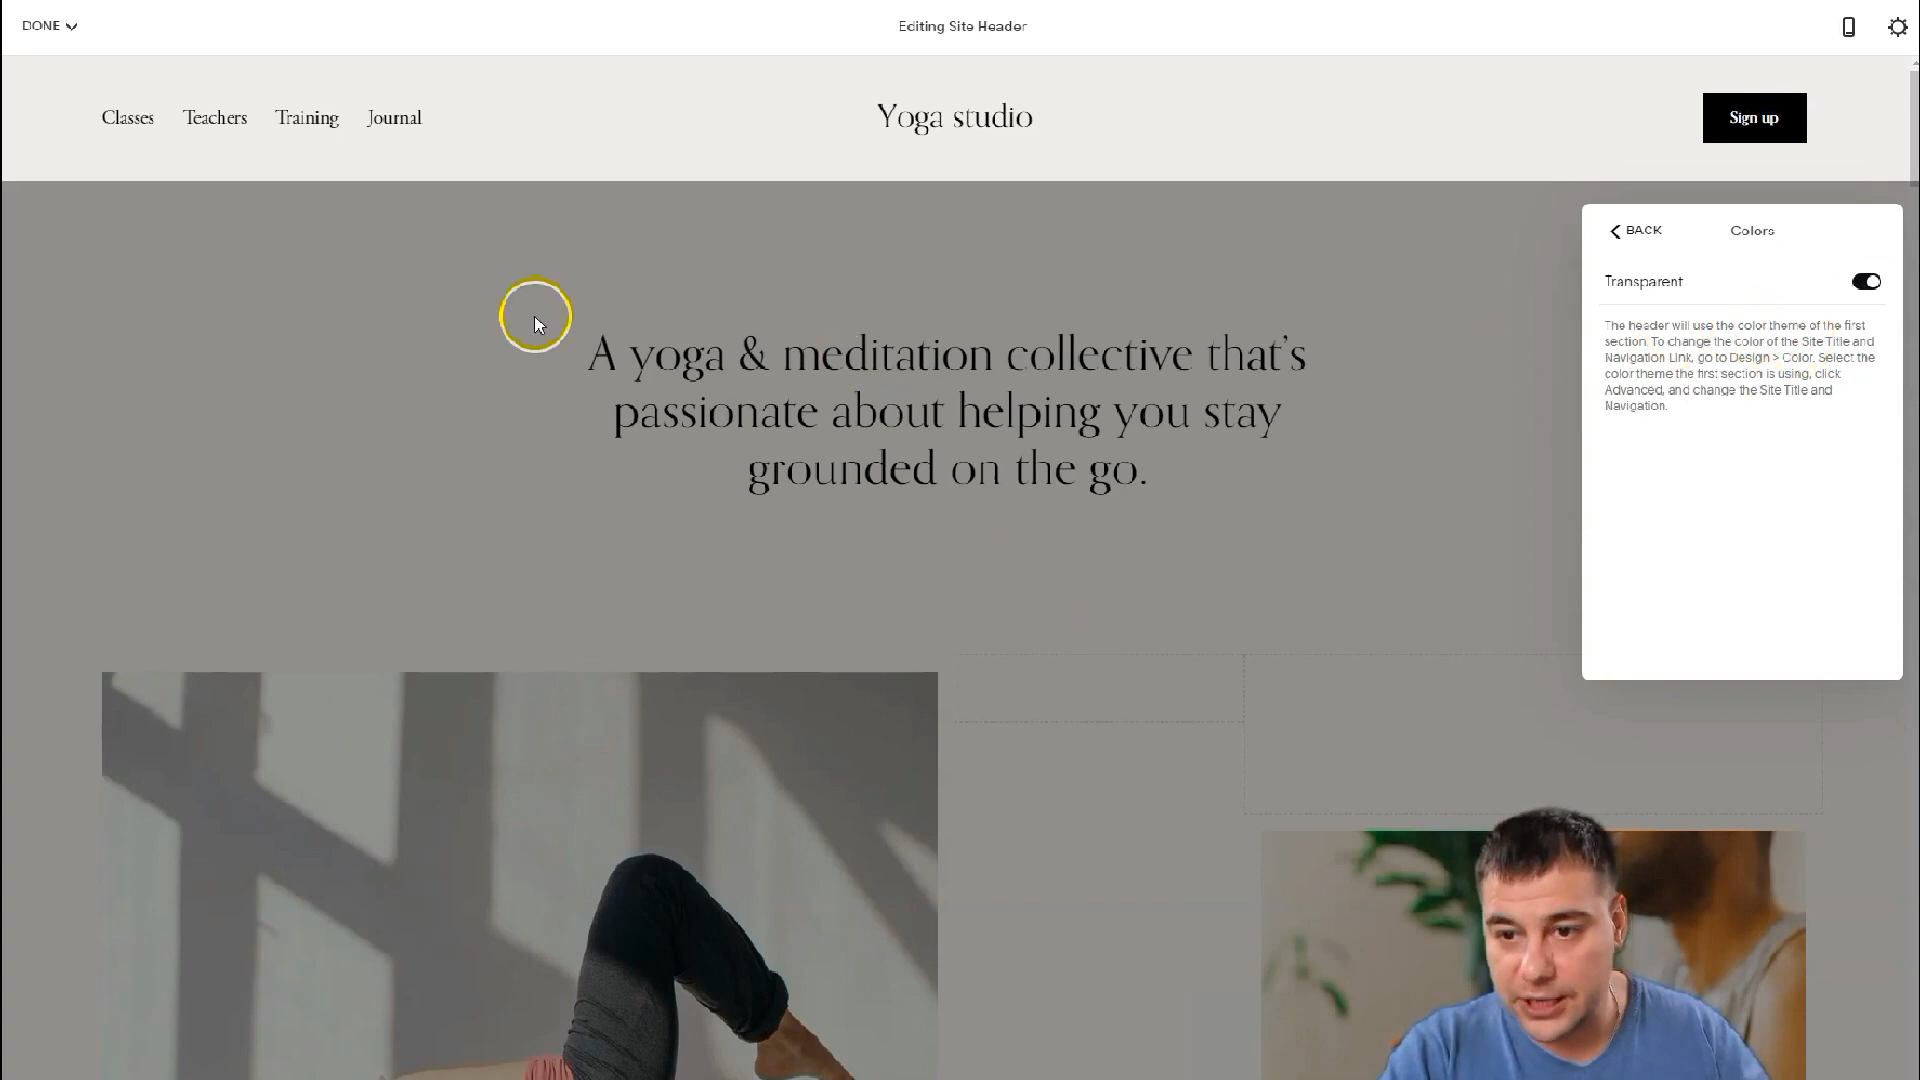 DONE
Editing Site Header
Classes Teachers Training Journal
Yoga studio
Sign up
BACK
Colors
Transparent
The header will use the color theme of the first
section. To change the color of the Site Title and
Navigation Link, go to Design > Color. Select the
color theme the first section is using, click
Advanced, and change the Site Title and
Navigation.
A yoga & meditation collective that's
passionate about helping you stay
grounded on the go.